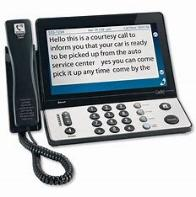 Hello this is a courtesy call to
inform you that your car is ready
to be picked up from the auto
service center yes you can come
pick it up any time come by the